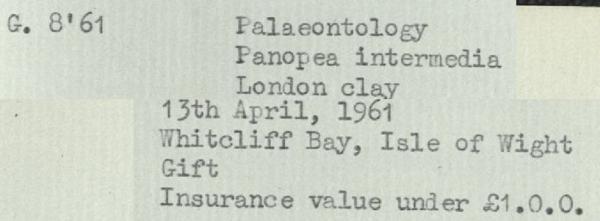 G. 8'61 Palaeontology
Panopea intermedia
London clay
13th April, 1961
Whitcliff Bay, Isle of Wight
Gift
Insurance value under £1.0.0.